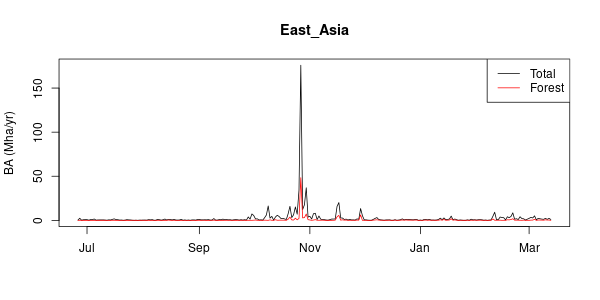 East_Asia
Total
Forest
BA (Mha/yr)
150
100
50
0
Jul Sep Nov Jan Mar